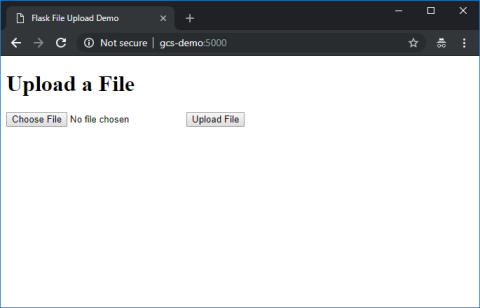 Flask File Upload Demo
Not secure | gcs-demo:5000
Upload a File
Choose File No file chosen Upload File